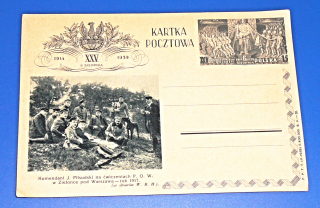 KARTKA
POCZTOWA
1914 XXV 1939
6 SIERPNIA
POLSKA
Komendant J. Piłsudski na ćwiczeniach P. O. W.
w Zielonce pod Warszawą—rok 1917.